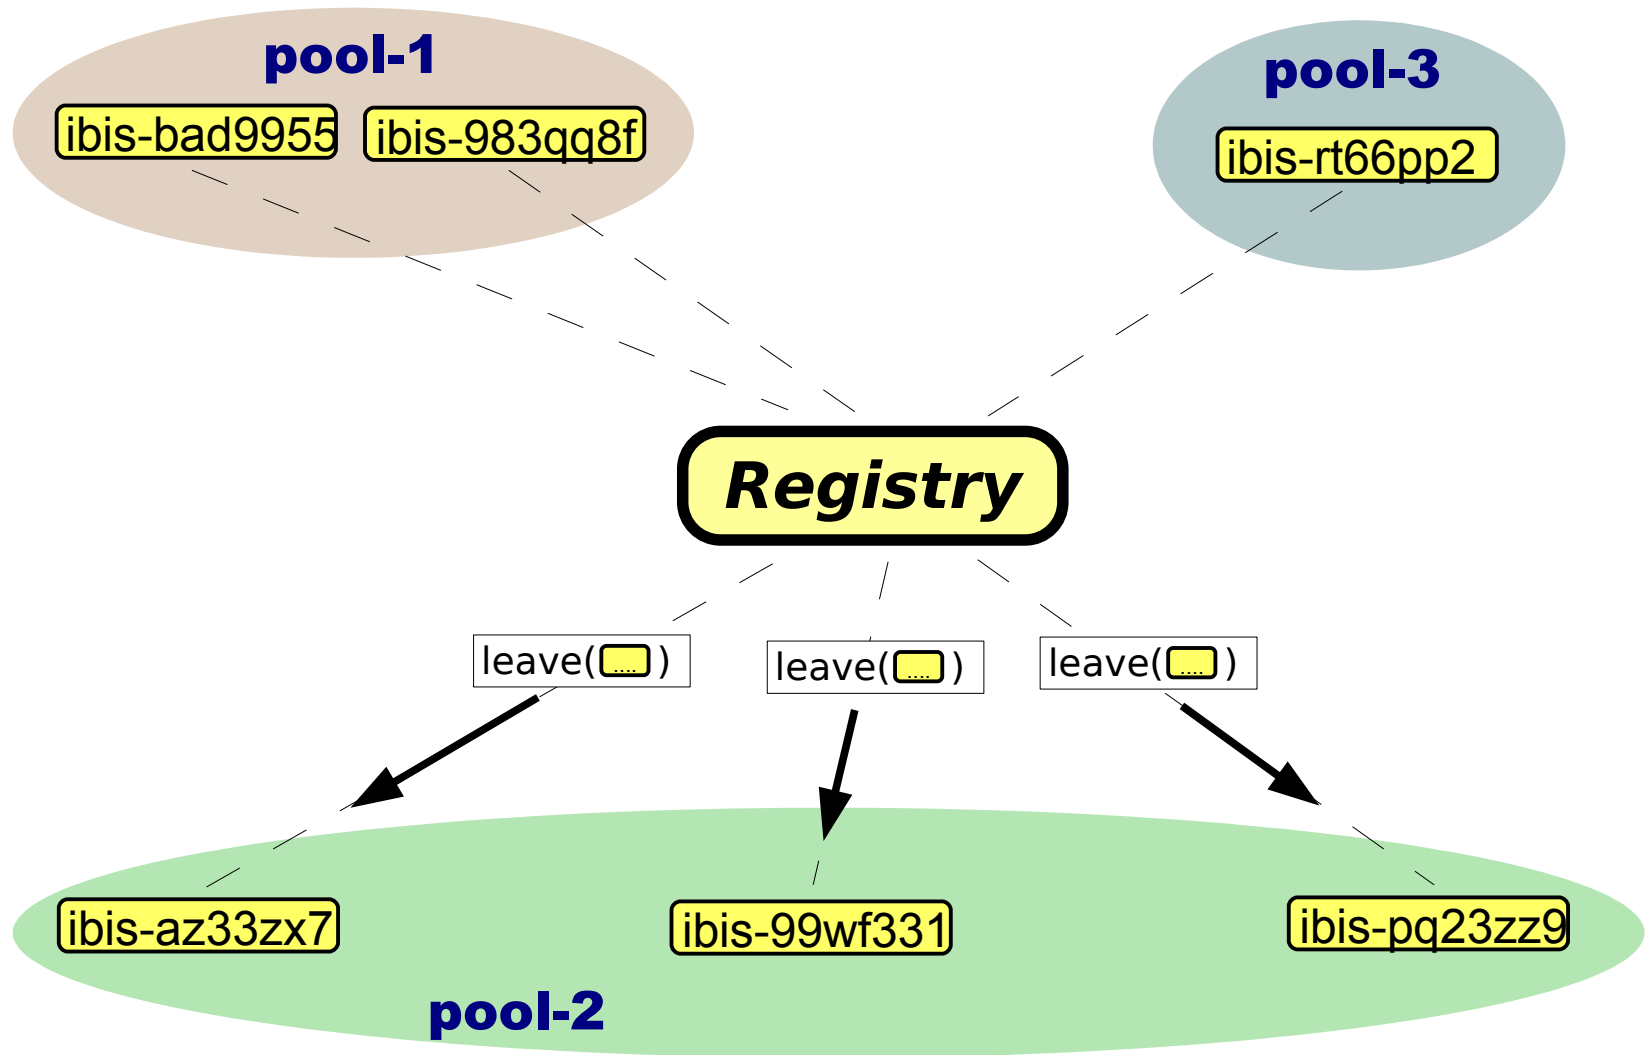 pool-1
ibis-bad9955
ibis-983qq8f
pool-3
ibis-rt66pp2
Registry
leave(....)
leave(....)
leave(....)
ibis-az33zx7
ibis-99wf331
ibis-pq23zz9
pool-2